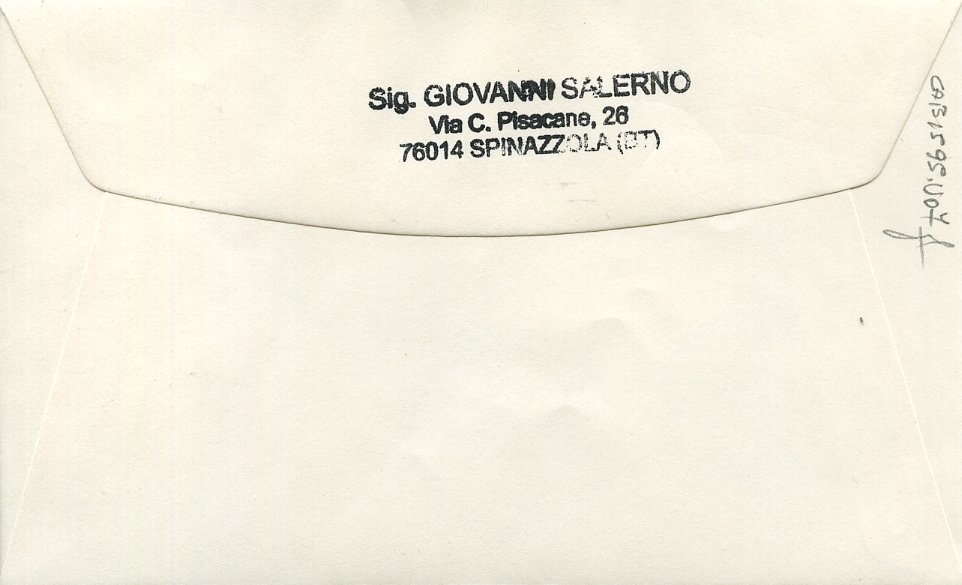 Sig. GIOVANNI SALERNO
Via C. Pisacane, 26
76014 SPINAZZOLA (BT)